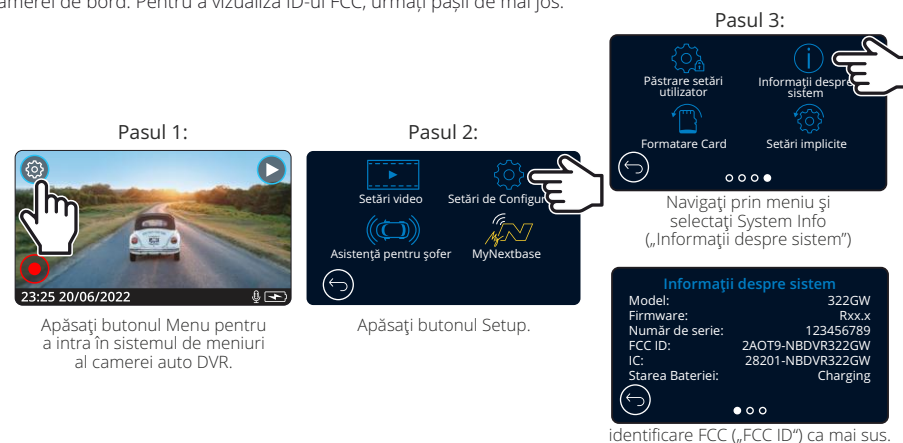 camerei de bord. Pentru a vizualiza ID-ul FCC, urmați pașii de mai jos.
Pasul 1:
23:25 20/06/2022
Apăsaţi butonul Menu pentru
a intra în sistemul de meniuri
al camerei auto DVR.
Pasul 2:
Setări video
Setări de Configur
Asistenţă pentru şofer
MyNextbase
Apăsaţi butonul Setup.
Pasul 3:
Păstrare setări
utilizator
Informaţii despre
sistem
Formatare Card
Setări implicite
Navigaţi prin meniu şi
selectaţi System Info
(„Informaţii despre sistem”)
Informaţii despre sistem
Model: 322GW
Firmware: Rxx.x
Număr de serie: 123456789
FCC ID: 2AOT9-NBDVR322GW
IC: 28201-NBDVR322GW
Starea Bateriei: Charging
identificare FCC („FCC ID“) ca mai sus.